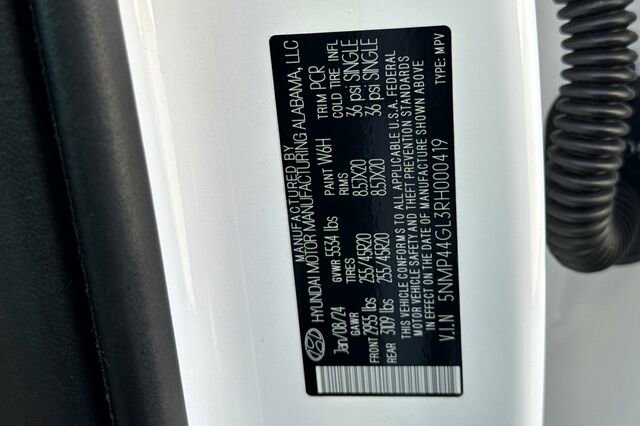 MANUFACTURED BY
HYUNDAI MOTOR MANUFACTURING ALABAMA, LLC
Jan/08/24 GVWR 5534 lbs PAINT W6H TRIM PCR
GAWR TIRES RIMS COLD TIRE INFL
FRONT 2955 lbs 255/45R20 8.5JX20 36 psi SINGLE
REAR 3109 lbs 255/45R20 8.5JX20 36 psi SINGLE
THIS VEHICLE CONFORMS TO ALL APPLICABLE U.S.A. FEDERAL
MOTOR VEHICLE SAFETY AND THEFT PREVENTION STANDARDS
IN EFFECT ON THE DATE OF MANUFACTURE SHOWN ABOVE.
V.I.N 5NMP44GL3RH000419 TYPE: MPV